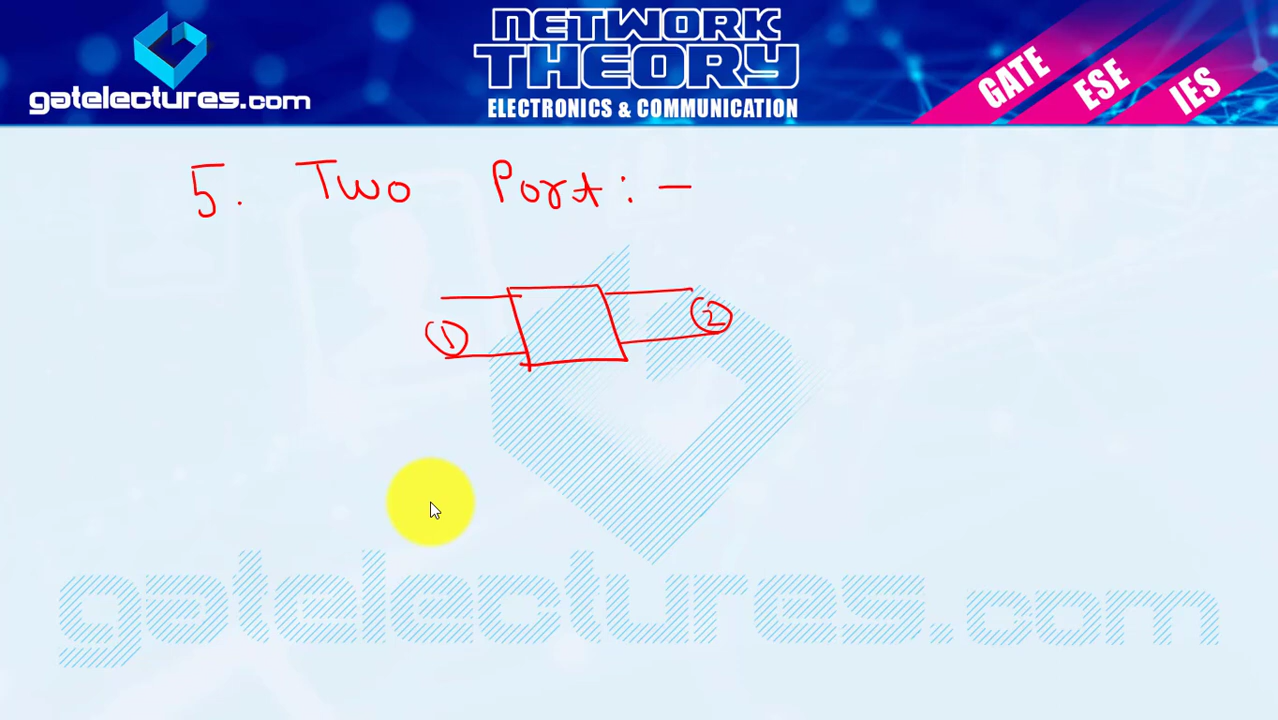 gatelectures.com
NETWORK
THEORY
ELECTRONICS & COMMUNICATION
GATE
ESE
IES
5. Two Port: -
1
2
gatelectures.com